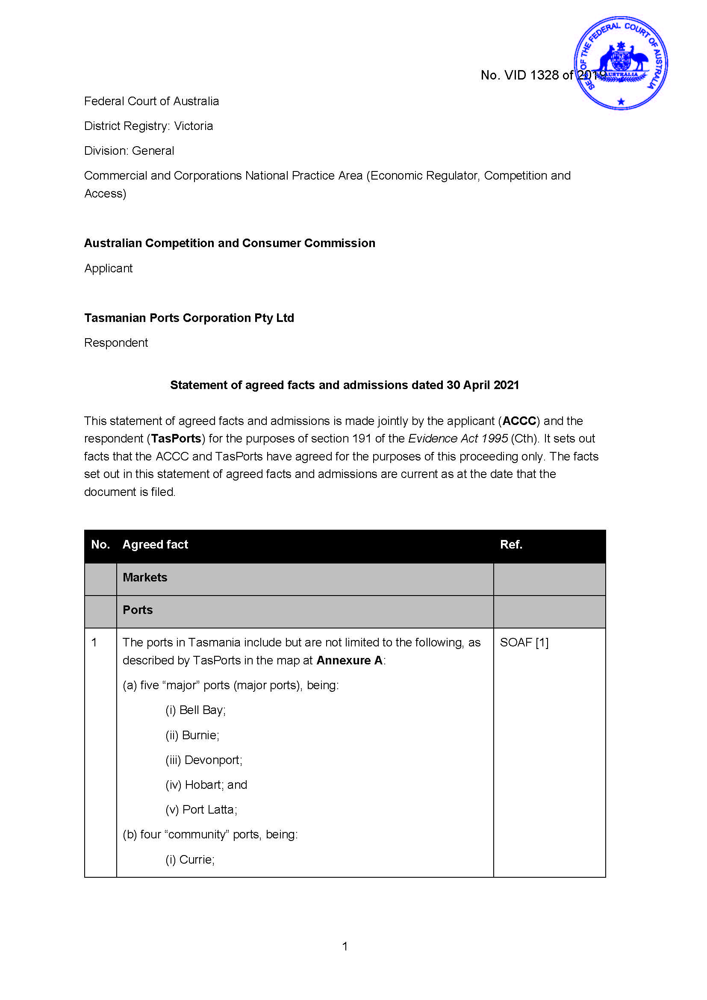 SEAL OF THE FEDERAL COURT OF AUSTRALIA
AUSTRALIA
No. VID 1328 of 2019
Federal Court of Australia
District Registry: Victoria
Division: General
Commercial and Corporations National Practice Area (Economic Regulator, Competition and
Access)
Australian Competition and Consumer Commission
Applicant
Tasmanian Ports Corporation Pty Ltd
Respondent
Statement of agreed facts and admissions dated 30 April 2021
This statement of agreed facts and admissions is made jointly by the applicant (ACCC) and the
respondent (TasPorts) for the purposes of section 191 of the Evidence Act 1995 (Cth). It sets out
facts that the ACCC and TasPorts have agreed for the purposes of this proceeding only. The facts
set out in this statement of agreed facts and admissions are current as at the date that the
document is filed.
No. Agreed fact Ref.
Markets
Ports
1 The ports in Tasmania include but are not limited to the following, as SOAF [1]
described by TasPorts in the map at Annexure A:
(a) five “major” ports (major ports), being:
(i) Bell Bay;
(ii) Burnie;
(iii) Devonport;
(iv) Hobart; and
(v) Port Latta;
(b) four “community” ports, being:
(i) Currie;
1